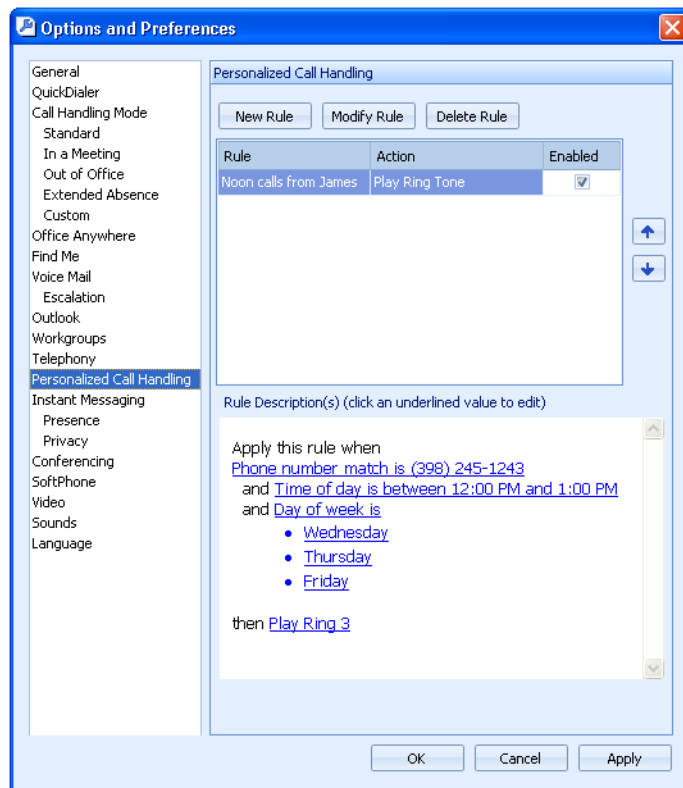 Options and Preferences
General
QuickDialer
Call Handling Mode
Standard
In a Meeting
Out of Office
Extended Absence
Custom
Office Anywhere
Find Me
Voice Mail
Escalation
Outlook
Workgroups
Telephony
Personalized Call Handling
Instant Messaging
Presence
Privacy
Conferencing
SoftPhone
Video
Sounds
Language
Personalized Call Handling
New Rule Modify Rule Delete Rule
Rule Action Enabled
Noon calls from James Play Ring Tone
Rule Description(s) (click an underlined value to edit)
Apply this rule when
Phone number match is (398) 245-1243
and Time of day is between 12:00 PM and 1:00 PM
and Day of week is
• Wednesday
• Thursday
• Friday
then Play Ring 3
OK Cancel Apply